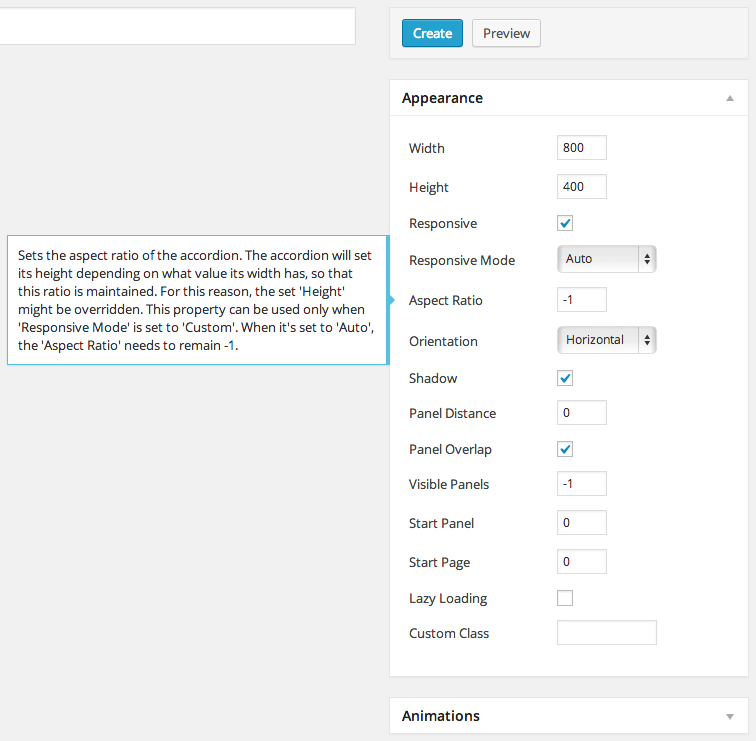 Create Preview
Appearance
Width 800
Height 400
Responsive
Responsive Mode Auto
Sets the aspect ratio of the accordion. The accordion will set
its height depending on what value its width has, so that
this ratio is maintained. For this reason, the set 'Height'
might be overridden. This property can be used only when
'Responsive Mode' is set to 'Custom'. When it's set to 'Auto',
the 'Aspect Ratio' needs to remain -1.
Aspect Ratio -1
Orientation Horizontal
Shadow
Panel Distance 0
Panel Overlap
Visible Panels -1
Start Panel 0
Start Page 0
Lazy Loading
Custom Class
Animations